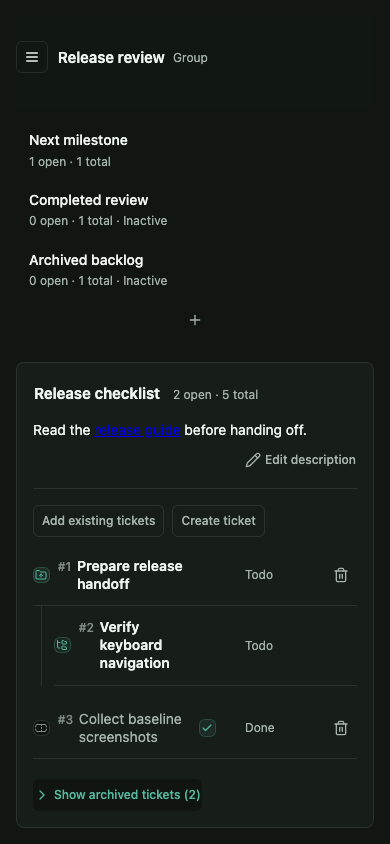 Release review Group
Next milestone
1 open · 1 total
Completed review
0 open · 1 total · Inactive
Archived backlog
0 open · 1 total · Inactive
Release checklist 2 open · 5 total
Read the release guide before handing off.
Edit description
Add existing tickets Create ticket
#1 Prepare release Todo
handoff
#2 Verify
keyboard Todo
navigation
#3 Collect baseline Done
screenshots
Show archived tickets (2)